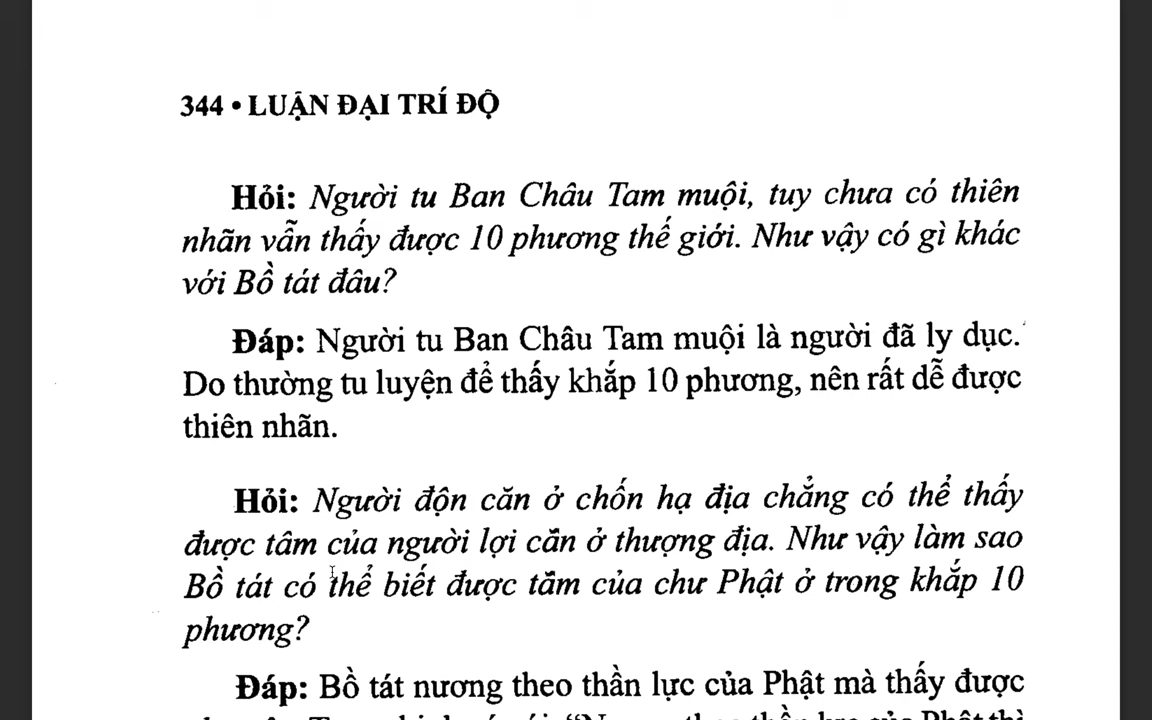 344 • LUẬN ĐẠI TRÍ ĐỘ
Hỏi: Người tu Ban Châu Tam muội, tuy chưa có thiên
nhãn vẫn thấy được 10 phương thế giới. Như vậy có gì khác
với Bồ tát đâu?
Đáp: Người tu Ban Châu Tam muội là người đã ly dục.
Do thường tu luyện để thấy khắp 10 phương, nên rất dễ được
thiên nhãn.
Hỏi: Người độn căn ở chốn hạ địa chẳng có thể thấy
được tâm của người lợi căn ở thượng địa. Như vậy làm sao
Bồ tát có thể biết được tâm của chư Phật ở trong khắp 10
phương?
Đáp: Bồ tát nương theo thần lực của Phật mà thấy được